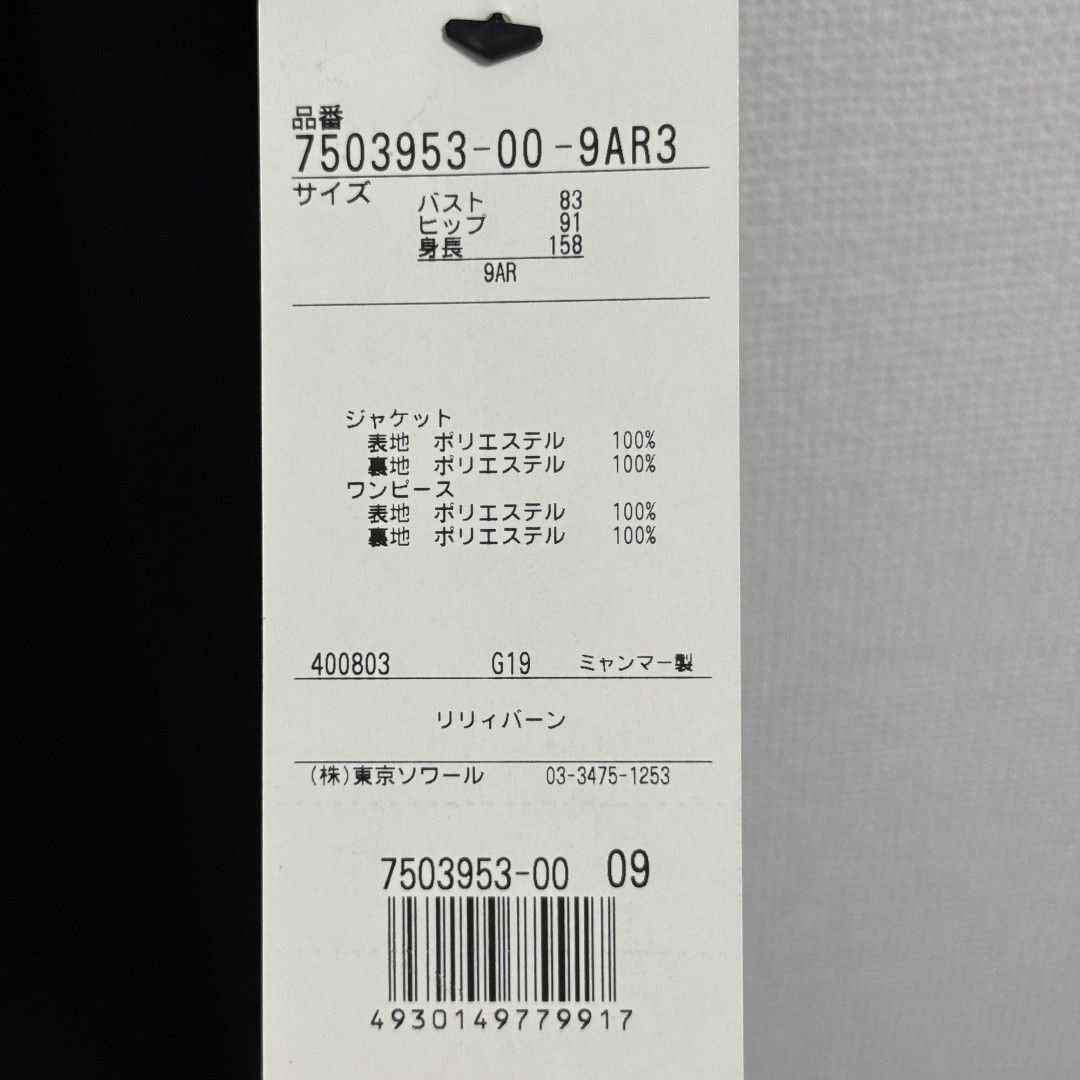 品番
7503953-00-9AR3
サイズ
バスト 83
ヒップ 91
身長 158
9AR
ジャケット
表地 ポリエステル 100%
裏地 ポリエステル 100%
ワンピース
表地 ポリエステル 100%
裏地 ポリエステル 100%
400803 G19 ミャンマー製
リリィバーン
(株)東京ソワール 03-3475-1253
7503953-00 09
4930149779917